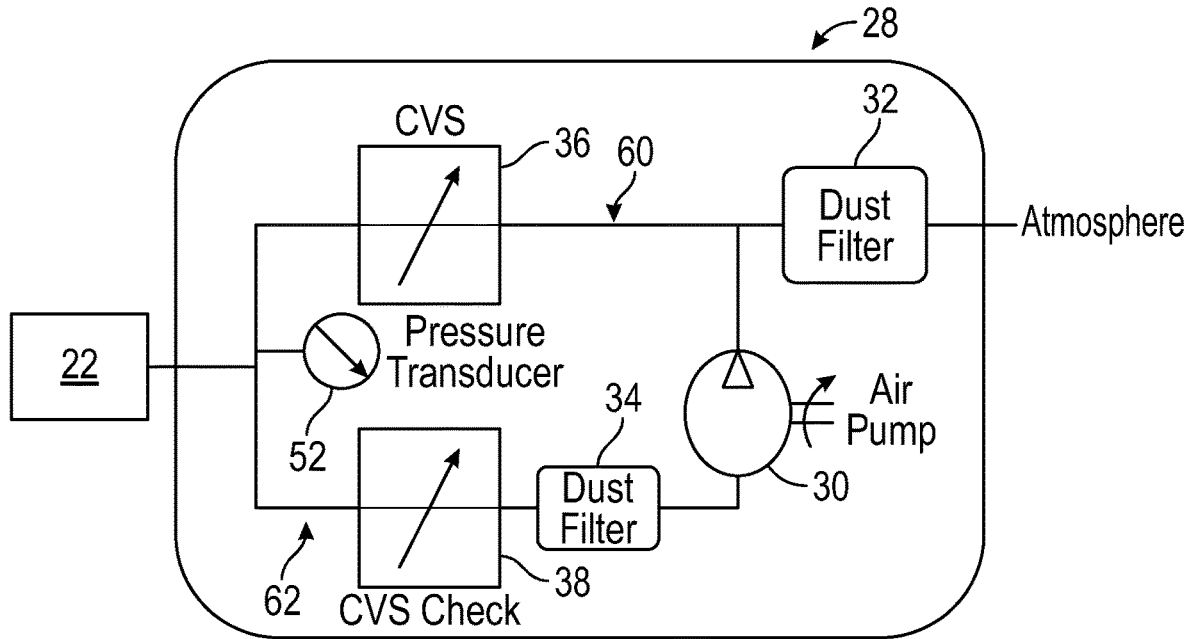 28
CVS
36
60
32
Dust
Filter
Atmosphere
22
Pressure
Transducer
52
34
Dust
Filter
Air
Pump
30
62
38
CVS Check